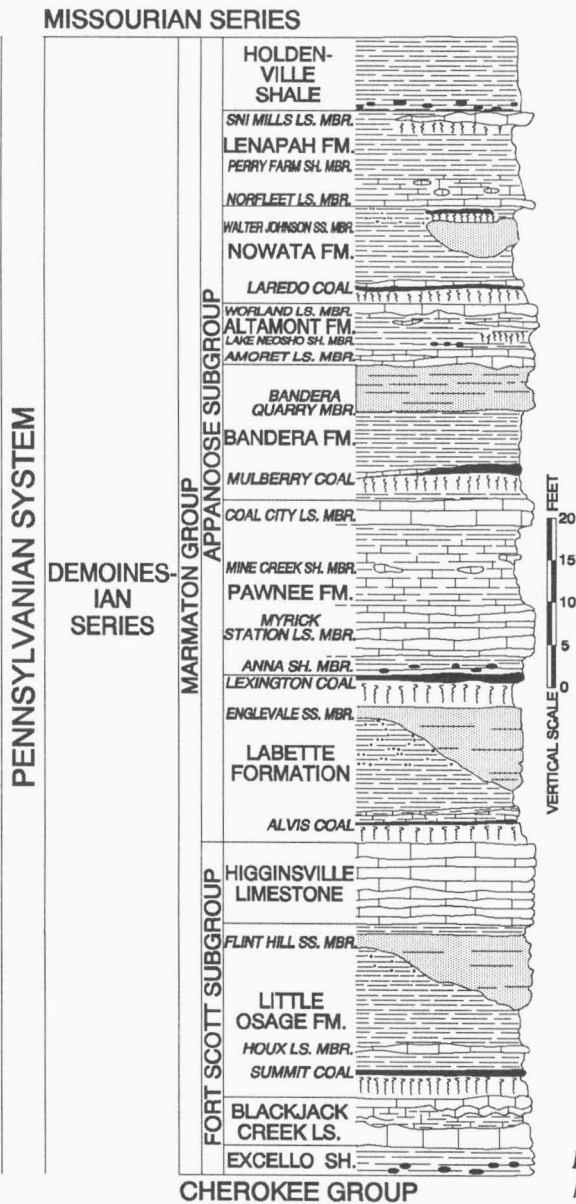 MISSOURIAN SERIES
PENNSYLVANIAN SYSTEM
DEMOINES-
IAN
SERIES
MARMATON GROUP
APPANOOSE SUBGROUP
HOLDEN-
VILLE
SHALE
SNI MILLS LS. MBR.
LENAPAH FM.
PERRY FARM SH. MBR.
NORFLEET LS. MBR.
WALTER JOHNSON SS. MBR.
NOWATA FM.
LAREDO COAL
WORLAND LS. MBR.
ALTAMONT FM.
LAKE NEOSHO SH. MBR.
AMORET LS. MBR.
BANDERA
QUARRY MBR.
BANDERA FM.
MULBERRY COAL
COAL CITY LS. MBR.
MINE CREEK SH. MBR.
PAWNEE FM.
MYRICK
STATION LS. MBR.
ANNA SH. MBR.
LEXINGTON COAL
ENGLEVALE SS. MBR.
LABETTE
FORMATION
ALVIS COAL
FORT SCOTT SUBGROUP
HIGGINSVILLE
LIMESTONE
FLINT HILL SS. MBR.
LITTLE
OSAGE FM.
HOUX LS. MBR.
SUMMIT COAL
BLACKJACK
CREEK LS.
EXCELLO SH.
CHEROKEE GROUP
VERTICAL SCALE FEET
20
15
10
5
0